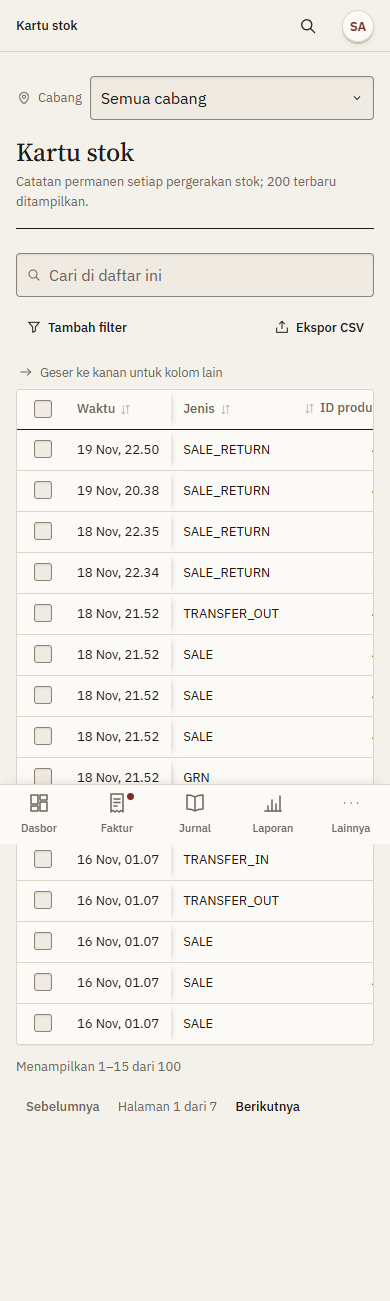 Kartu stok
SA
Cabang
Semua cabang
Kartu stok
Catatan permanen setiap pergerakan stok; 200 terbaru
ditampilkan.
Cari di daftar ini
Tambah filter
Ekspor CSV
→ Geser ke kanan untuk kolom lain
Waktu Jenis ID produ
19 Nov, 22.50 SALE_RETURN
19 Nov, 20.38 SALE_RETURN
18 Nov, 22.35 SALE_RETURN
18 Nov, 22.34 SALE_RETURN
18 Nov, 21.52 TRANSFER_OUT
18 Nov, 21.52 SALE
18 Nov, 21.52 SALE
18 Nov, 21.52 SALE
18 Nov, 21.52 GRN
Dasbor Faktur Jurnal Laporan Lainnya
16 Nov, 01.07 TRANSFER_IN
16 Nov, 01.07 TRANSFER_OUT
16 Nov, 01.07 SALE
16 Nov, 01.07 SALE
16 Nov, 01.07 SALE
Menampilkan 1–15 dari 100
Sebelumnya Halaman 1 dari 7 Berikutnya